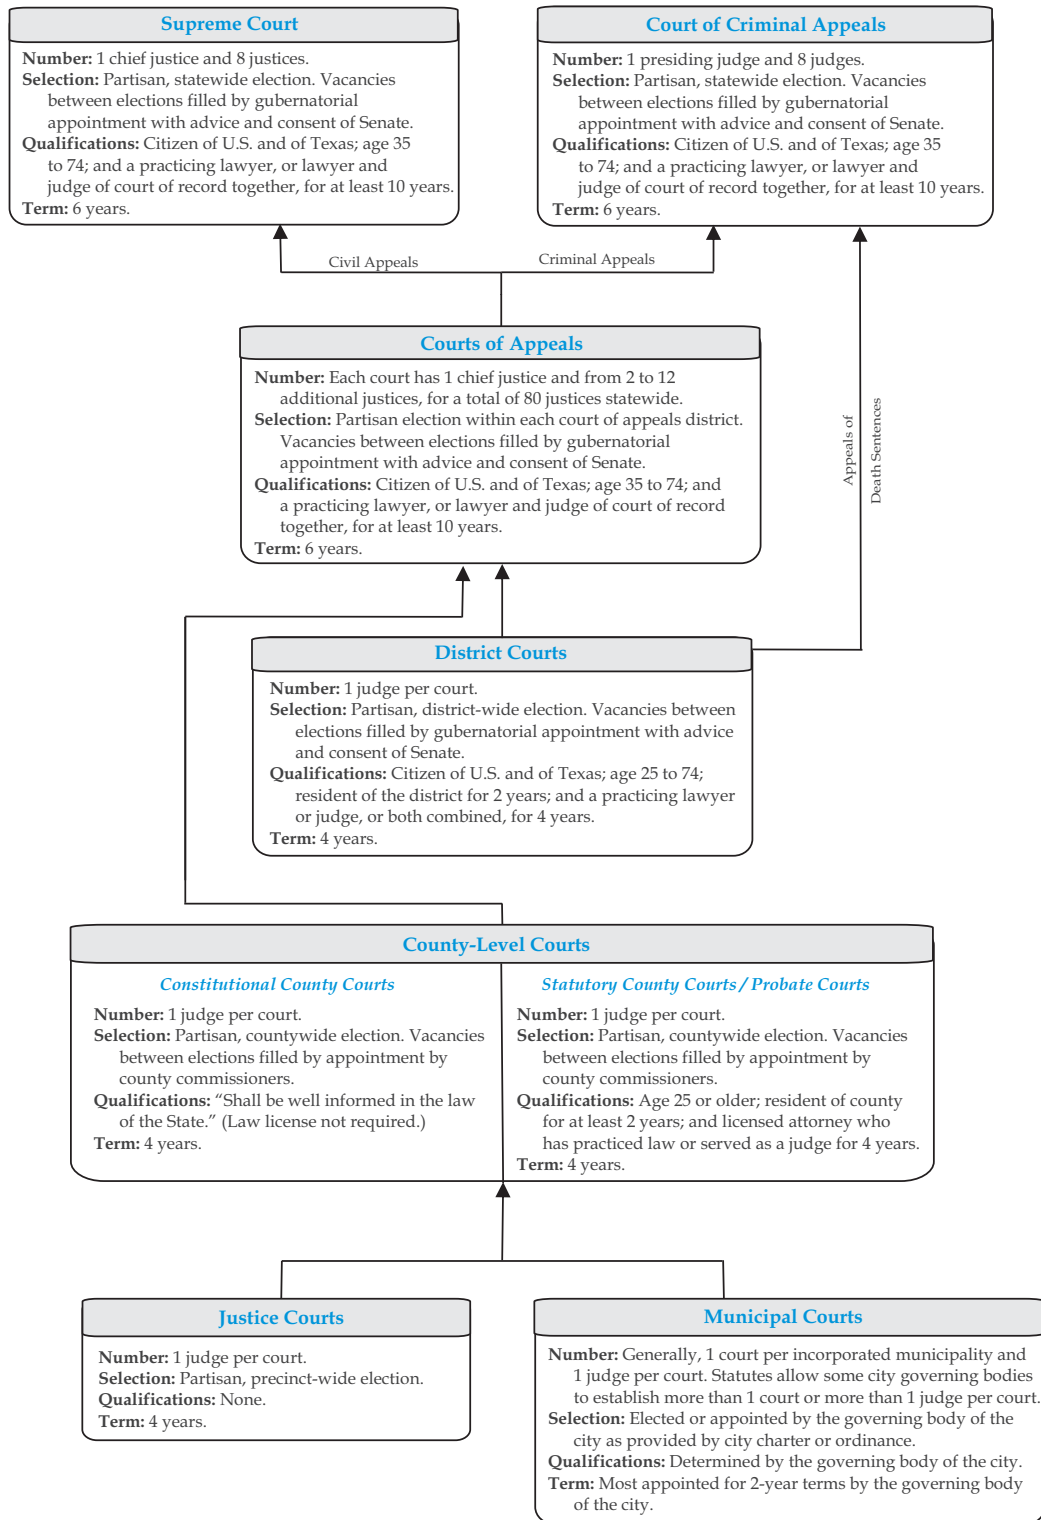 Supreme Court
Number: 1 chief justice and 8 justices.
Selection: Partisan, statewide election. Vacancies
between elections filled by gubernatorial
appointment with advice and consent of Senate.
Qualifications: Citizen of U.S. and of Texas; age 35
to 74; and a practicing lawyer, or lawyer and
judge of court of record together, for at least 10 years.
Term: 6 years.
Court of Criminal Appeals
Number: 1 presiding judge and 8 judges.
Selection: Partisan, statewide election. Vacancies
between elections filled by gubernatorial
appointment with advice and consent of Senate.
Qualifications: Citizen of U.S. and of Texas; age 35
to 74; and a practicing lawyer, or lawyer and
judge of court of record together, for at least 10 years.
Term: 6 years.
Civil Appeals
Criminal Appeals
Courts of Appeals
Number: Each court has 1 chief justice and from 2 to 12
additional justices, for a total of 80 justices statewide.
Selection: Partisan election within each court of appeals district.
Vacancies between elections filled by gubernatorial
appointment with advice and consent of Senate.
Qualifications: Citizen of U.S. and of Texas; age 35 to 74; and
a practicing lawyer, or lawyer and judge of court of record
together, for at least 10 years.
Term: 6 years.
Appeals of
Death Sentences
District Courts
Number: 1 judge per court.
Selection: Partisan, district-wide election. Vacancies between
elections filled by gubernatorial appointment with advice
and consent of Senate.
Qualifications: Citizen of U.S. and of Texas; age 25 to 74;
resident of the district for 2 years; and a practicing lawyer
or judge, or both combined, for 4 years.
Term: 4 years.
County-Level Courts
Constitutional County Courts
Number: 1 judge per court.
Selection: Partisan, countywide election. Vacancies
between elections filled by appointment by
county commissioners.
Qualifications: “Shall be well informed in the law
of the State.” (Law license not required.)
Term: 4 years.
Statutory County Courts / Probate Courts
Number: 1 judge per court.
Selection: Partisan, countywide election. Vacancies
between elections filled by appointment by
county commissioners.
Qualifications: Age 25 or older; resident of county
for at least 2 years; and licensed attorney who
has practiced law or served as a judge for 4 years.
Term: 4 years.
Justice Courts
Number: 1 judge per court.
Selection: Partisan, precinct-wide election.
Qualifications: None.
Term: 4 years.
Municipal Courts
Number: Generally, 1 court per incorporated municipality and
1 judge per court. Statutes allow some city governing bodies
to establish more than 1 court or more than 1 judge per court.
Selection: Elected or appointed by the governing body of the
city as provided by city charter or ordinance.
Qualifications: Determined by the governing body of the city.
Term: Most appointed for 2-year terms by the governing body
of the city.